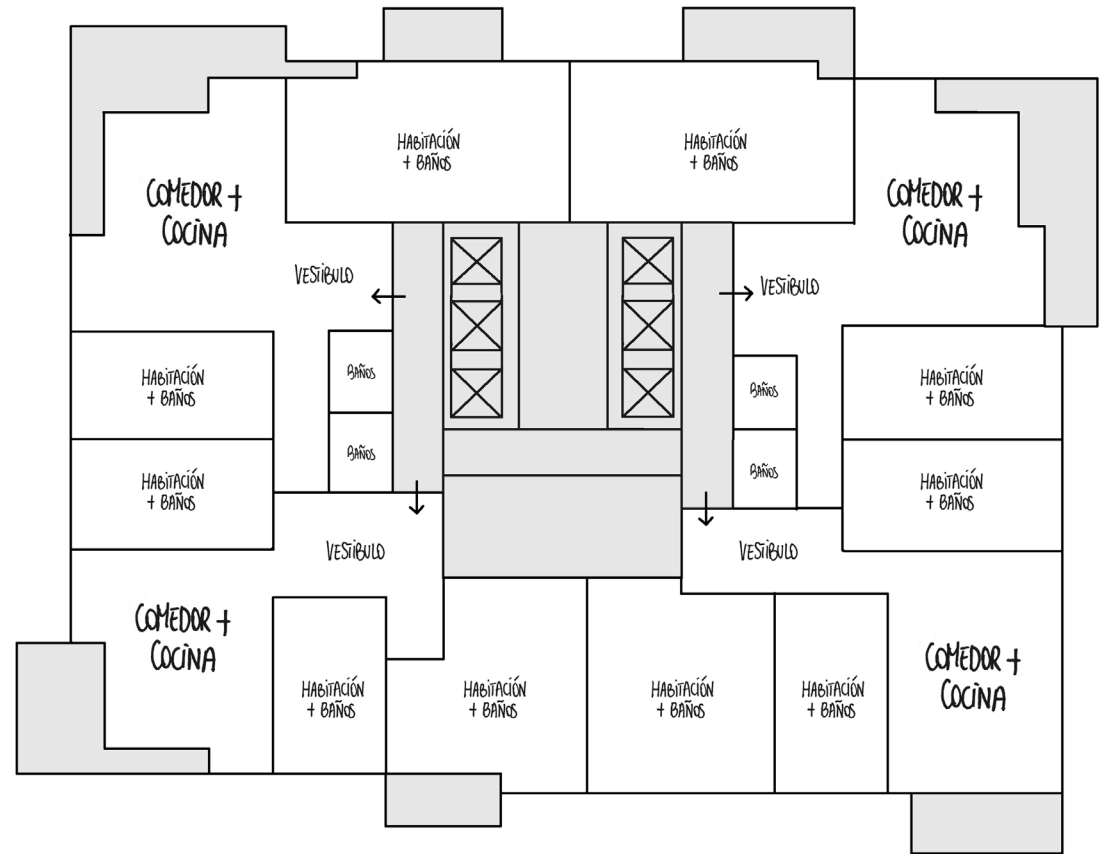 HABITACIÓN
+ BAÑOS
HABITACIÓN
+ BAÑOS
COMEDOR +
COCINA
COMEDOR +
COCINA
VESTIBULO
VESTIBULO
HABITACIÓN
+ BAÑOS
BAÑOS
BAÑOS
HABITACIÓN
+ BAÑOS
HABITACIÓN
+ BAÑOS
BAÑOS
BAÑOS
HABITACIÓN
+ BAÑOS
VESTIBULO
VESTIBULO
COMEDOR +
COCINA
COMEDOR +
COCINA
HABITACIÓN
+ BAÑOS
HABITACIÓN
+ BAÑOS
HABITACIÓN
+ BAÑOS
HABITACIÓN
+ BAÑOS